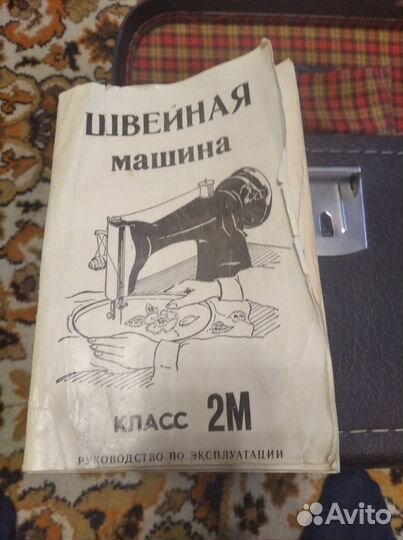 ШВЕЙНАЯ
машина
КЛАСС 2М
РУКОВОДСТВО ПО ЭКСПЛУАТАЦИИ
Avito